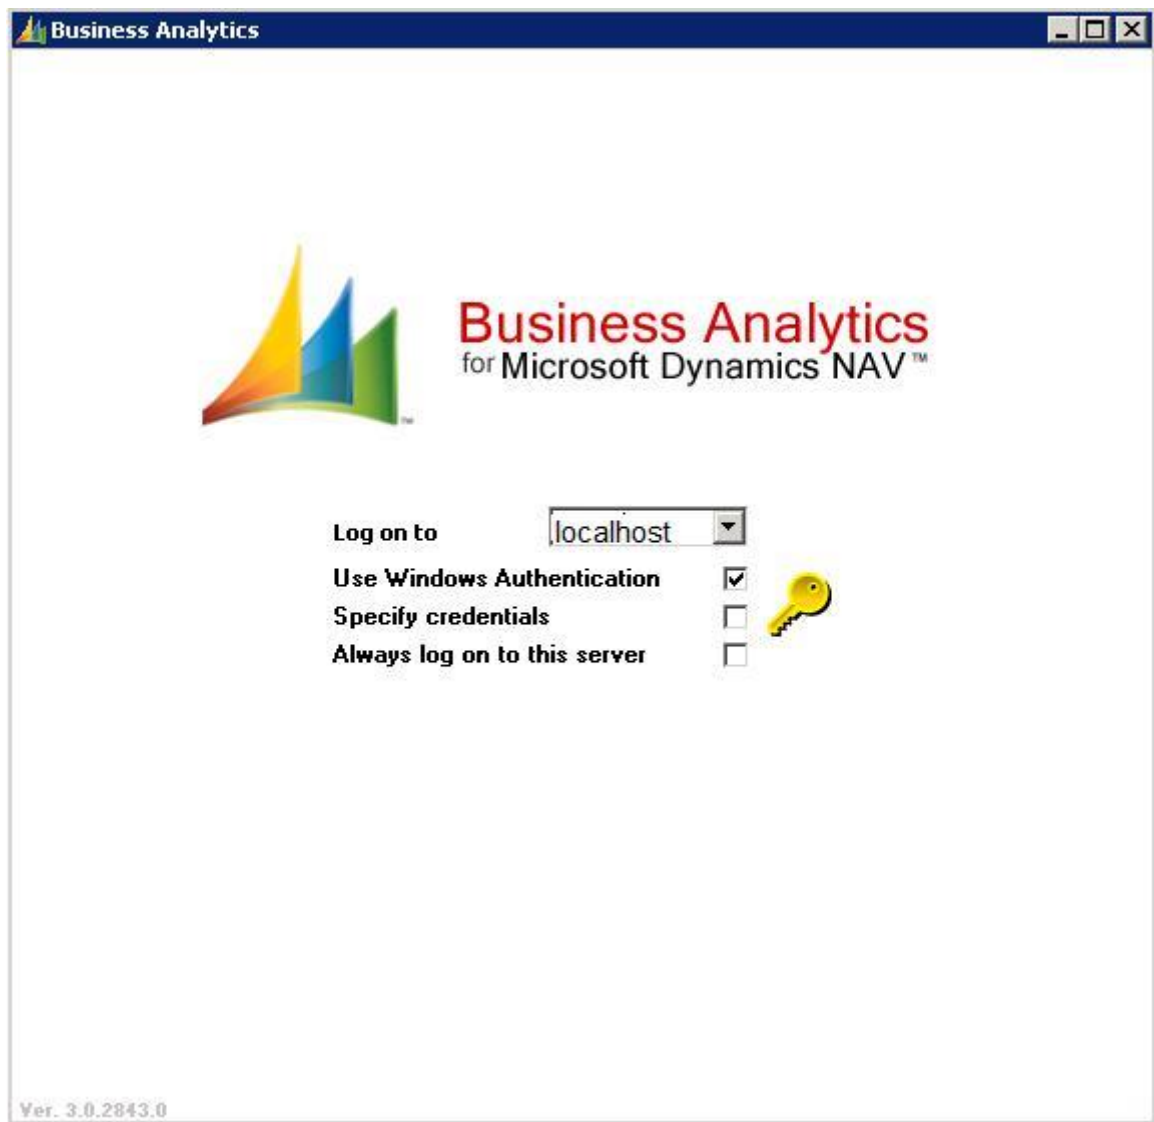 Business Analytics
Business Analytics
for Microsoft Dynamics NAV™
™
Log on to localhost
Use Windows Authentication
Specify credentials
Always log on to this server
Ver. 3.0.2843.0